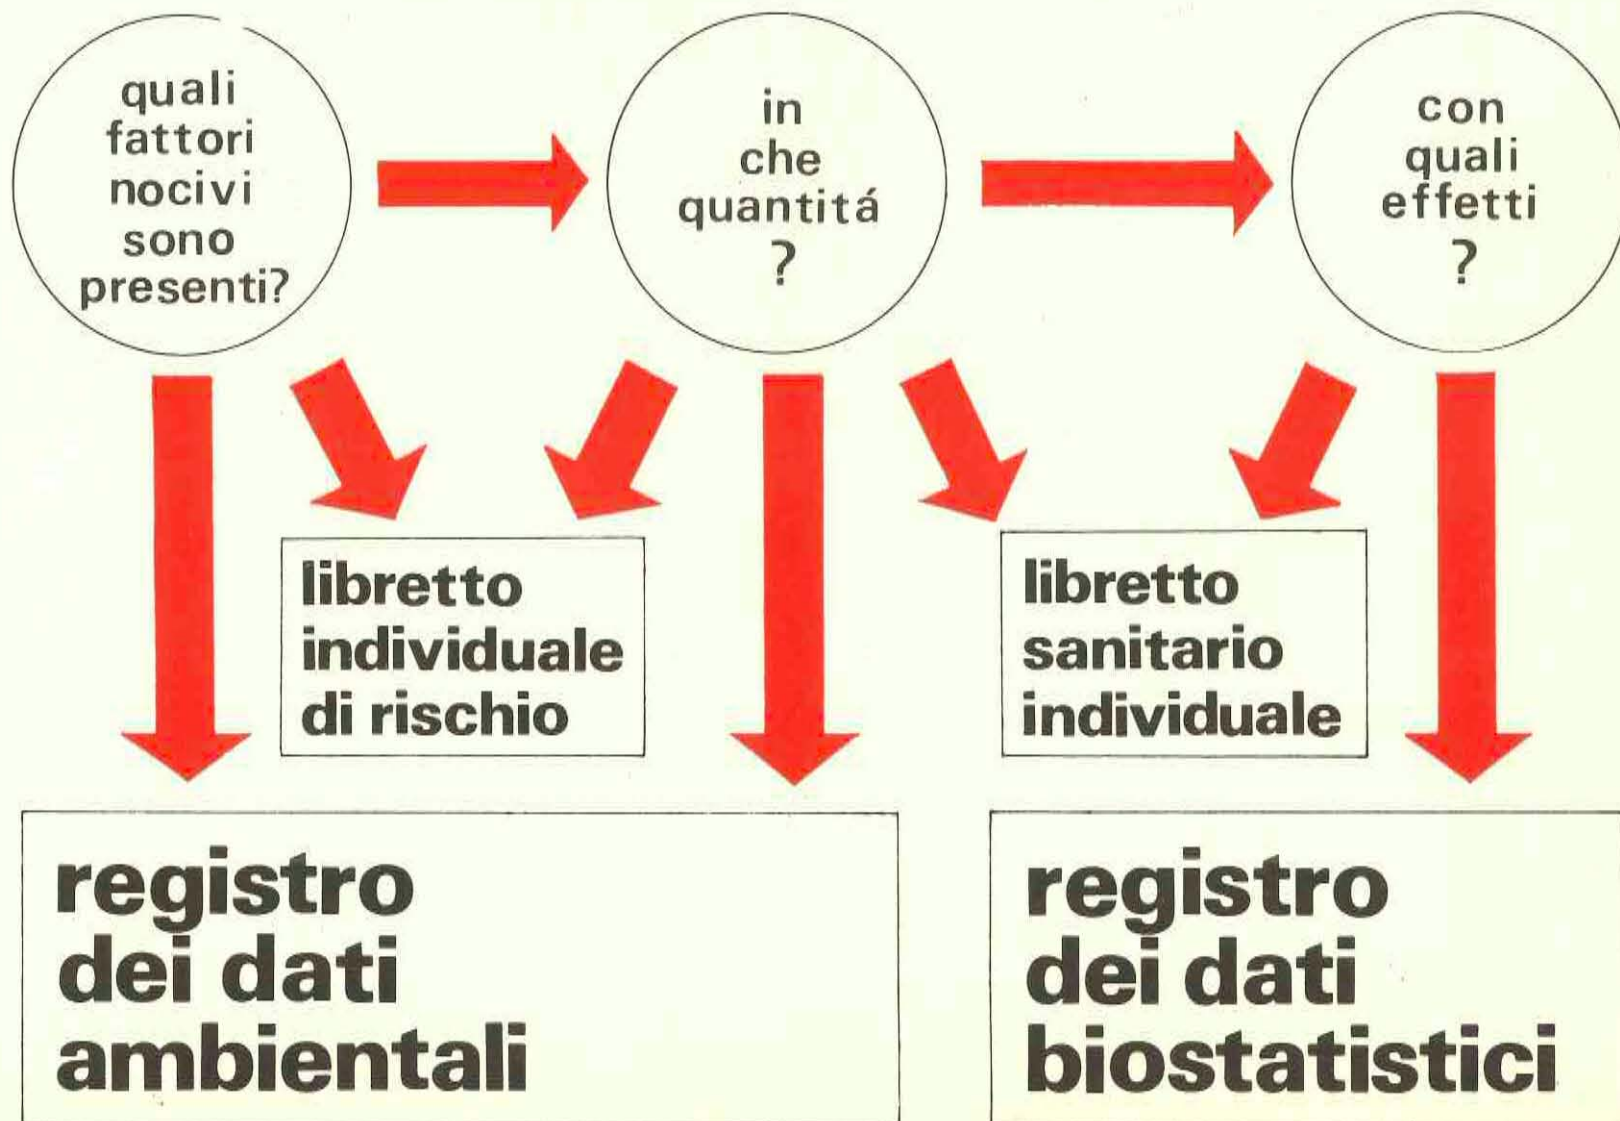 quali
fattori
nocivi
sono
presenti?
in
che
quantitá
?
con
quali
effetti
?
libretto
individuale
di rischio
libretto
sanitario
individuale
registro
dei dati
ambientali
registro
dei dati
biostatistici